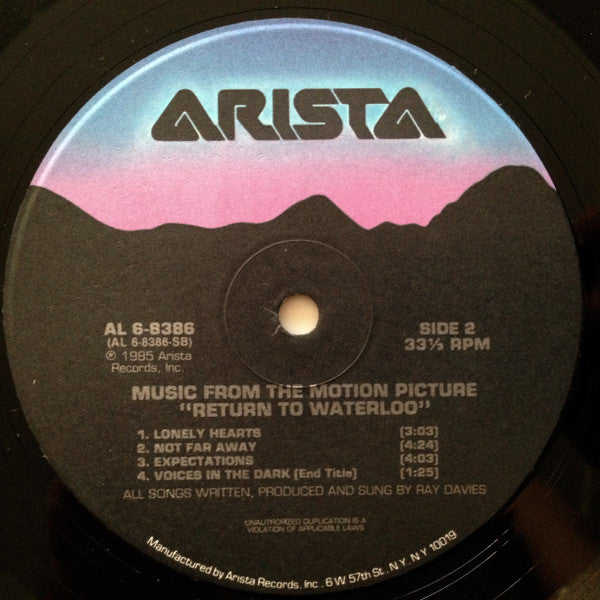 ARISTA
AL 6-8386
(AL 6-8386-SB)
℗ 1985 Arista
Records, Inc.
SIDE 2
33⅓ RPM
MUSIC FROM THE MOTION PICTURE
"RETURN TO WATERLOO"
1. LONELY HEARTS [3:03]
2. NOT FAR AWAY [4:24]
3. EXPECTATIONS [4:03]
4. VOICES IN THE DARK [End Title] [1:25]
ALL SONGS WRITTEN, PRODUCED AND SUNG BY RAY DAVIES
UNAUTHORIZED DUPLICATION IS A
VIOLATION OF APPLICABLE LAWS
Manufactured by Arista Records, Inc., 6 W 57th St., N.Y. N.Y. 10019